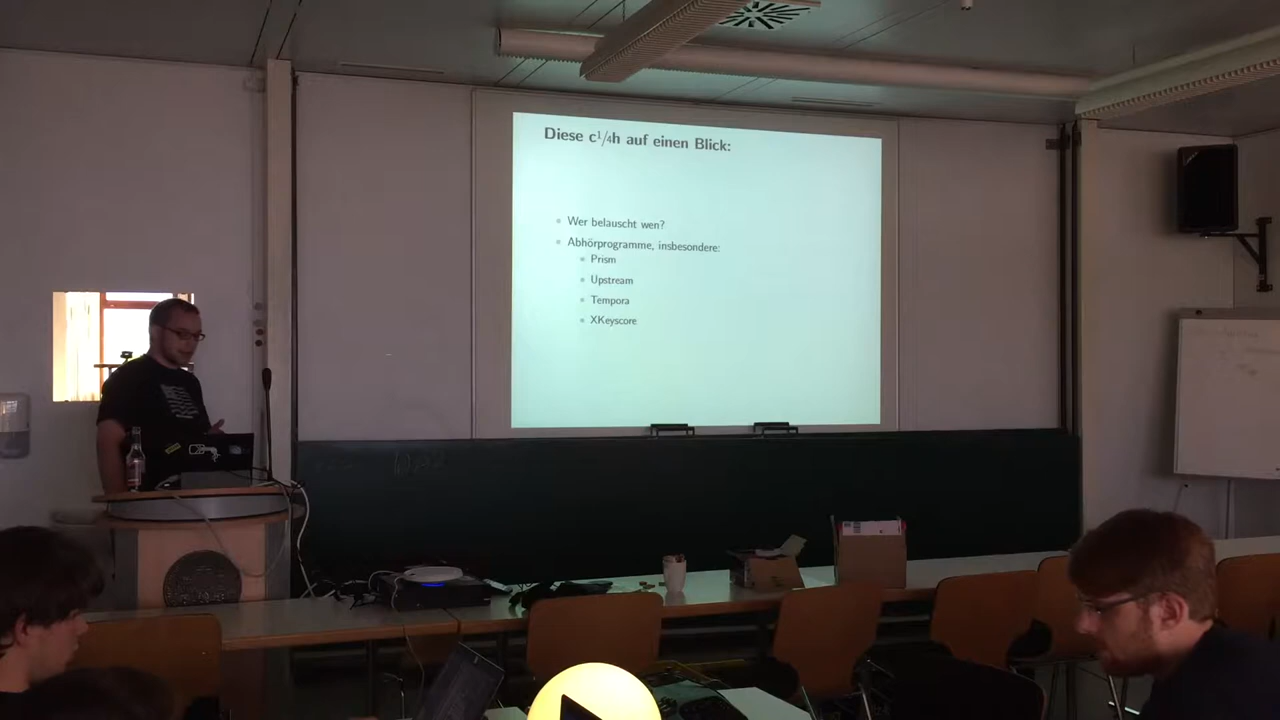 Diese c¼h auf einen Blick:
Wer belauscht wen?
Abhörprogramme, insbesondere:
Prism
Upstream
Tempora
XKeyscore